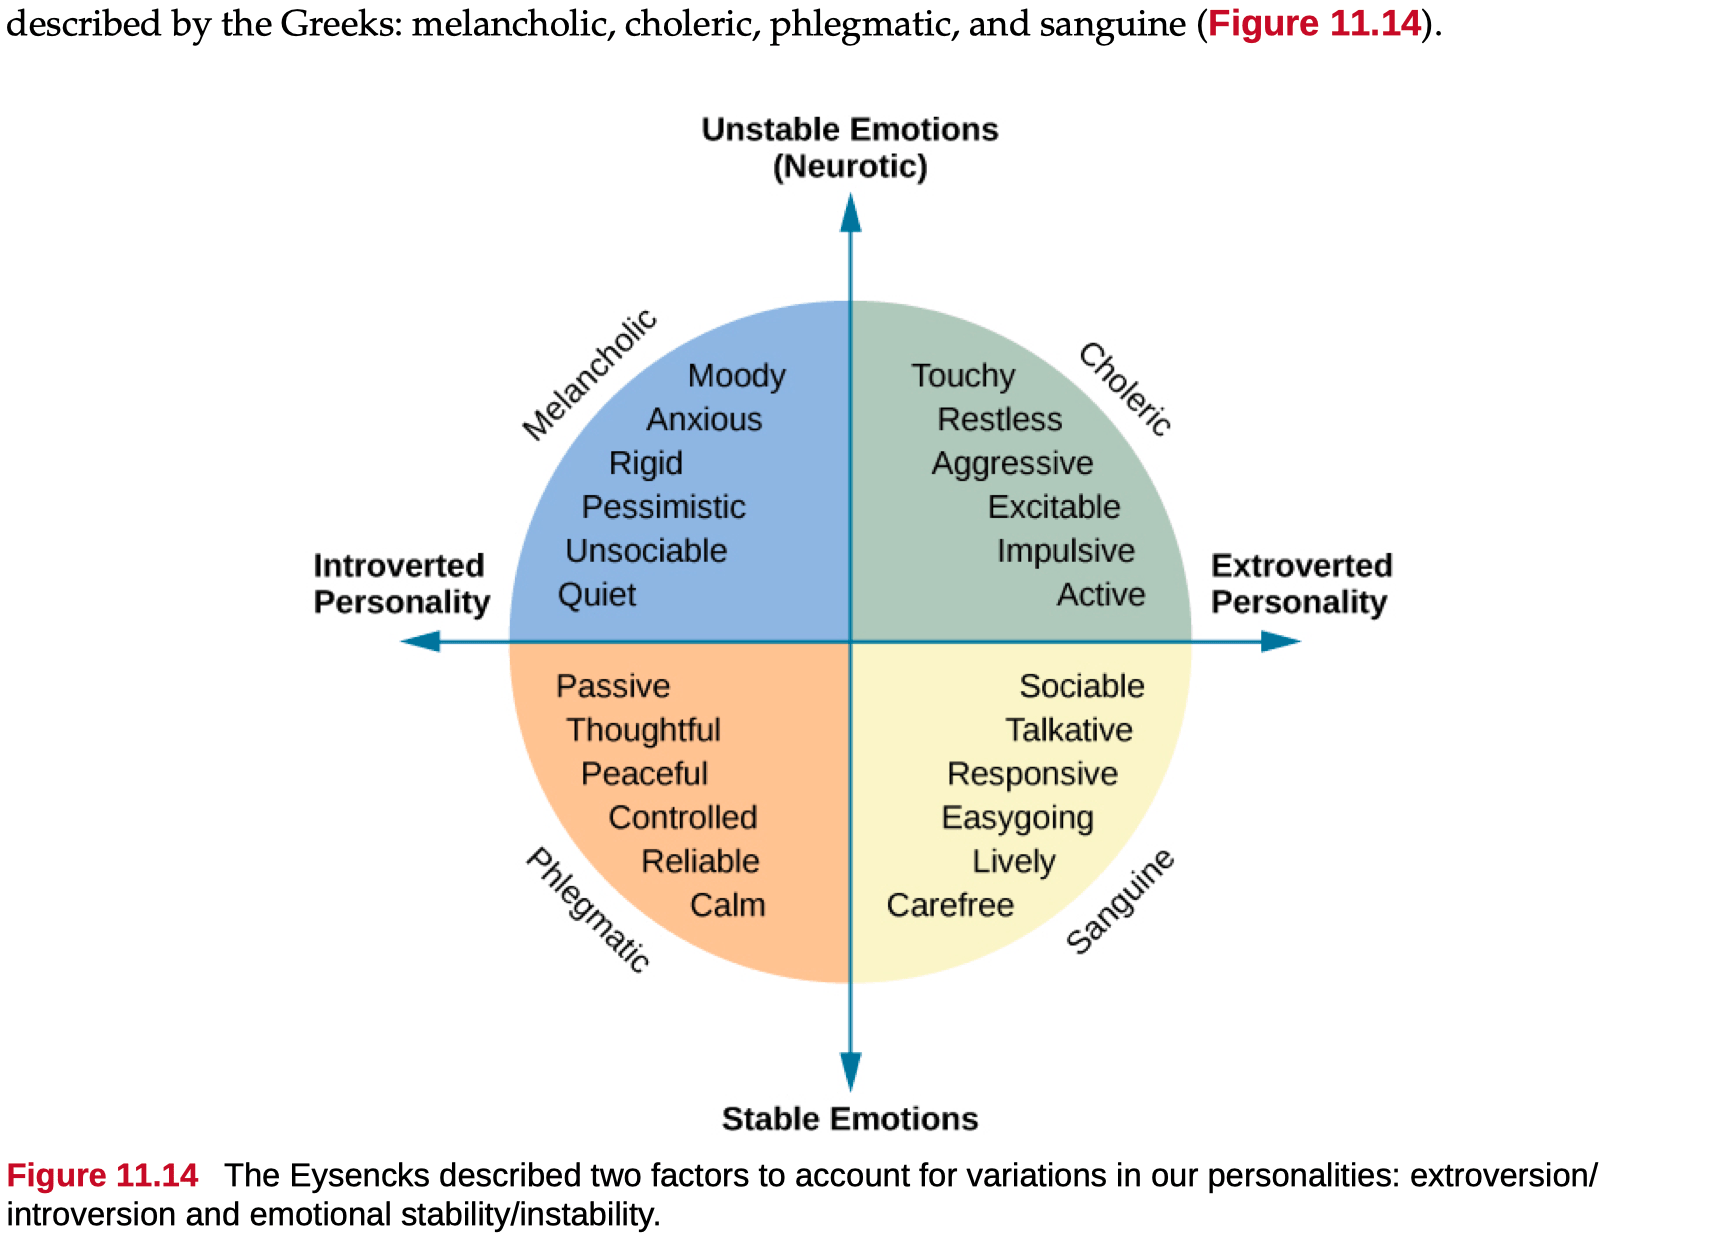 described by the Greeks: melancholic, choleric, phlegmatic, and sanguine (Figure 11.14).
Unstable Emotions
(Neurotic)
Melancholic
Choleric
Moody
Anxious
Rigid
Pessimistic
Unsociable
Quiet
Touchy
Restless
Aggressive
Excitable
Impulsive
Active
Introverted
Personality
Extroverted
Personality
Passive
Thoughtful
Peaceful
Controlled
Reliable
Calm
Sociable
Talkative
Responsive
Easygoing
Lively
Carefree
Phlegmatic
Sanguine
Stable Emotions
Figure 11.14 The Eysencks described two factors to account for variations in our personalities: extroversion/
introversion and emotional stability/instability.